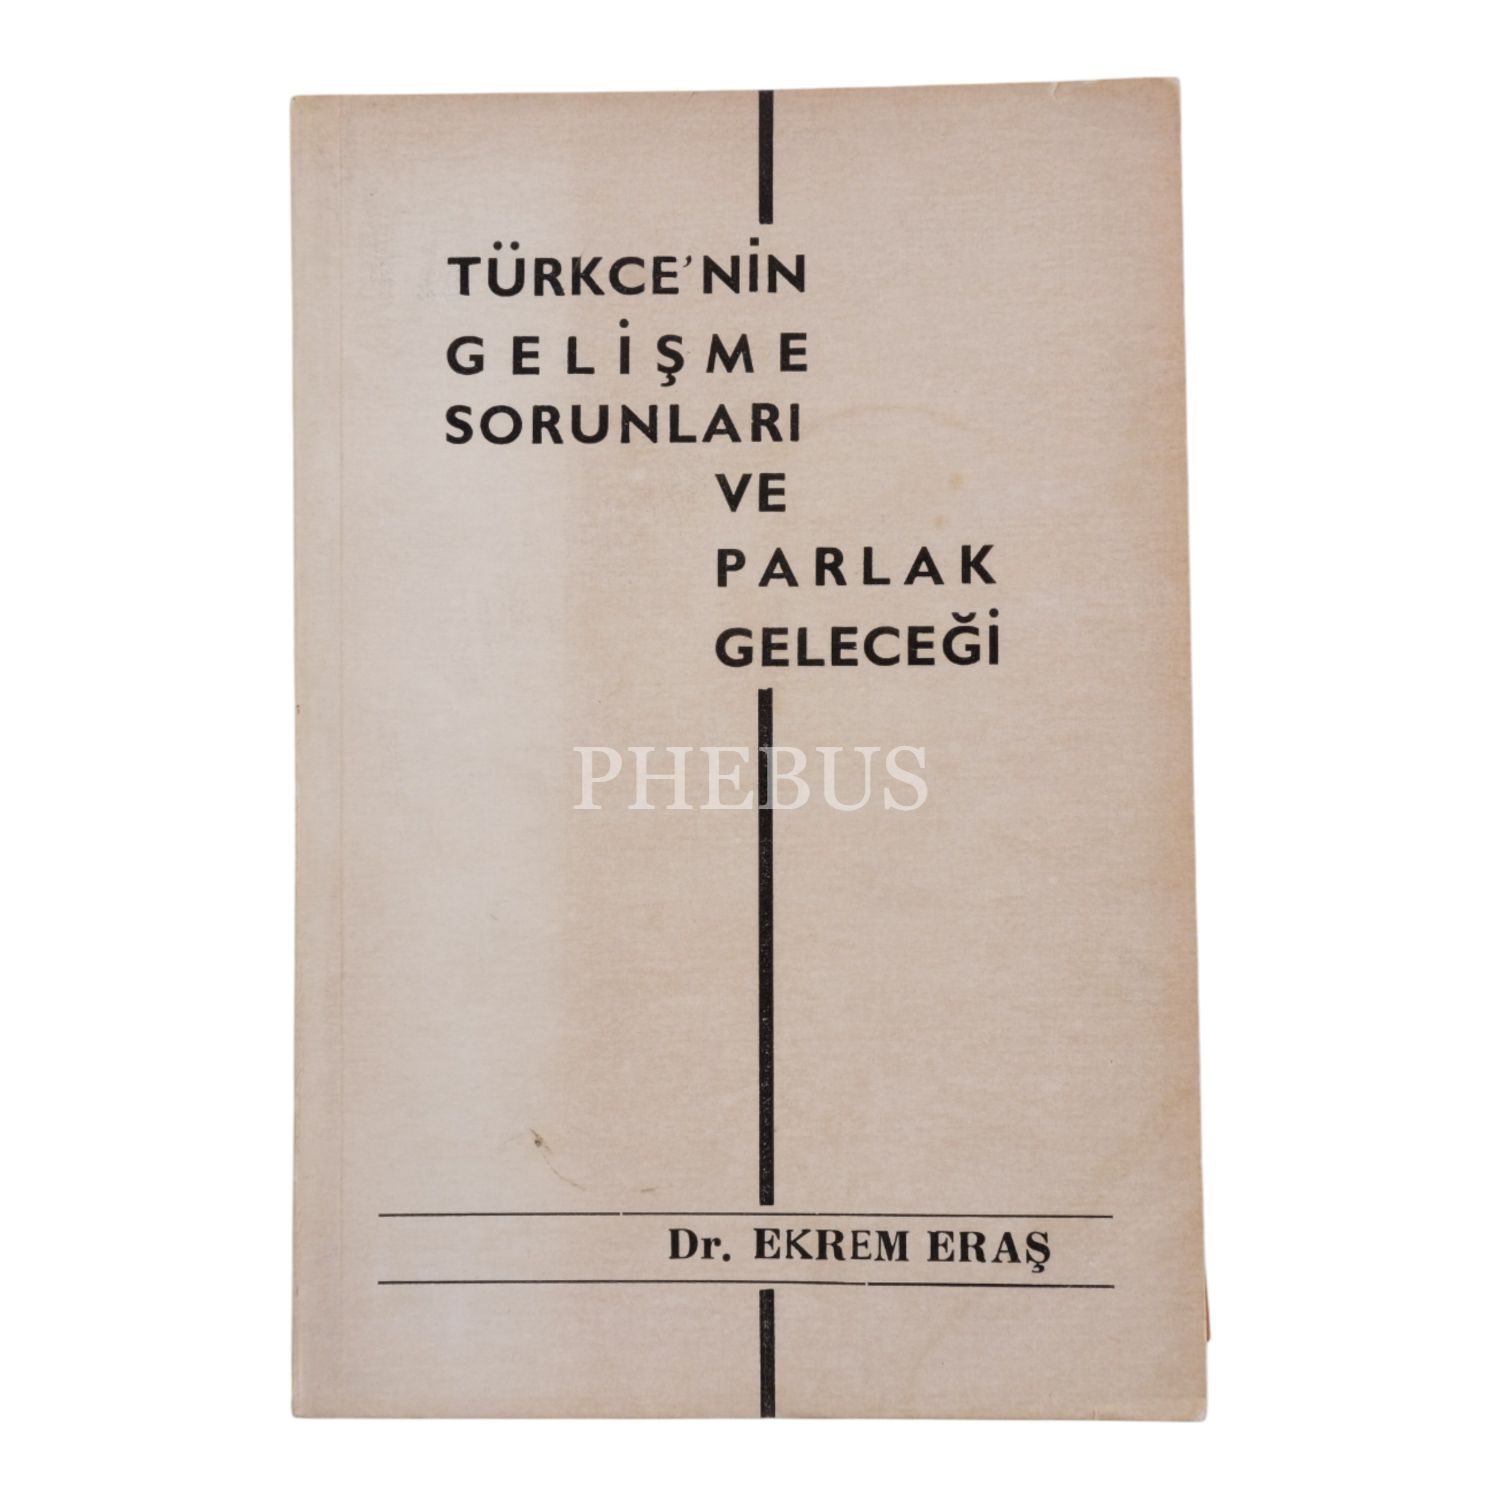 TÜRKCE'NİN
GELİŞME
SORUNLARI
VE
PARLAK
GELECEĞİ
PHEBUS
Dr. EKREM ERAŞ